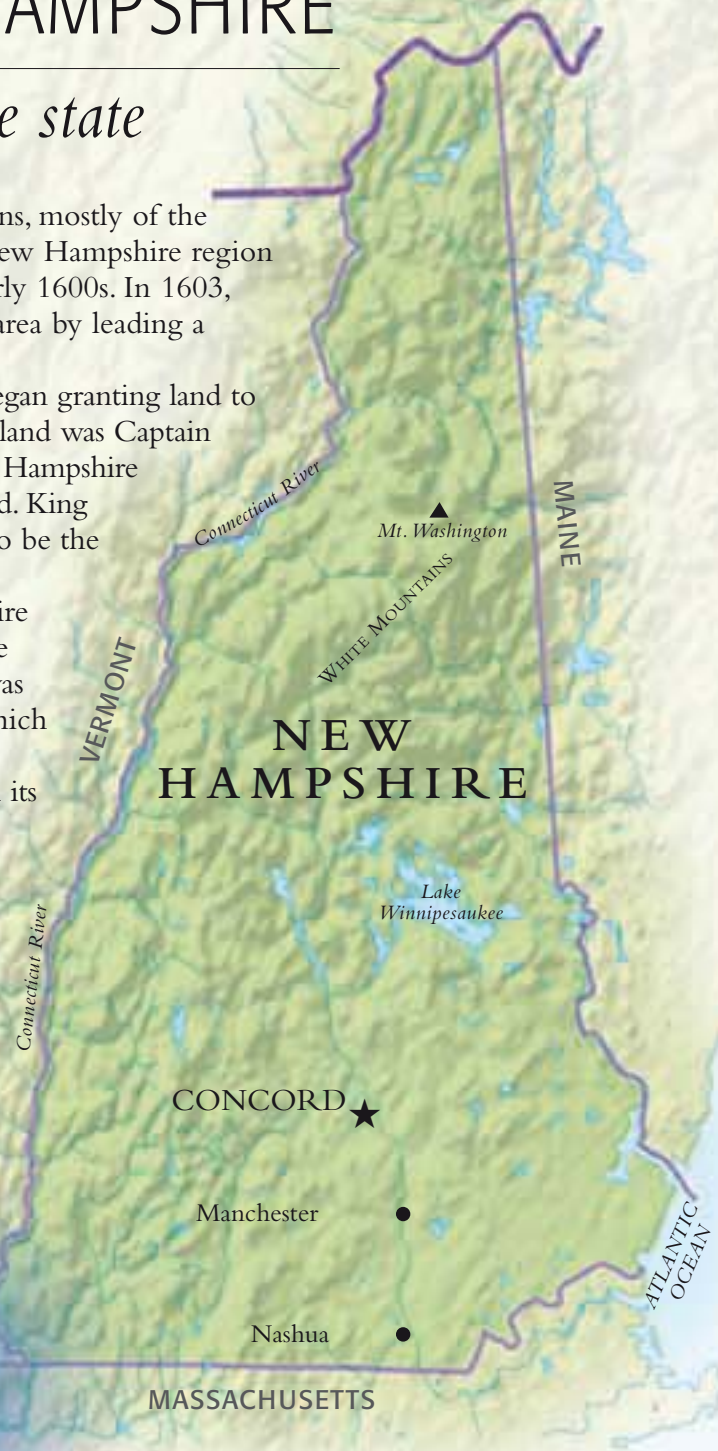 AMPSHIRE
e state
ns, mostly of the
ew Hampshire region
rly 1600s. In 1603,
area by leading a
egan granting land to
land was Captain
Hampshire
d. King
o be the
ire
e
as
hich
its
Connecticut River
Mt. Washington
MAINE
WHITE MOUNTAINS
VERMONT
NEW
HAMPSHIRE
Lake
Winnipesaukee
Connecticut River
CONCORD
Manchester
ATLANTIC
OCEAN
Nashua
MASSACHUSETTS